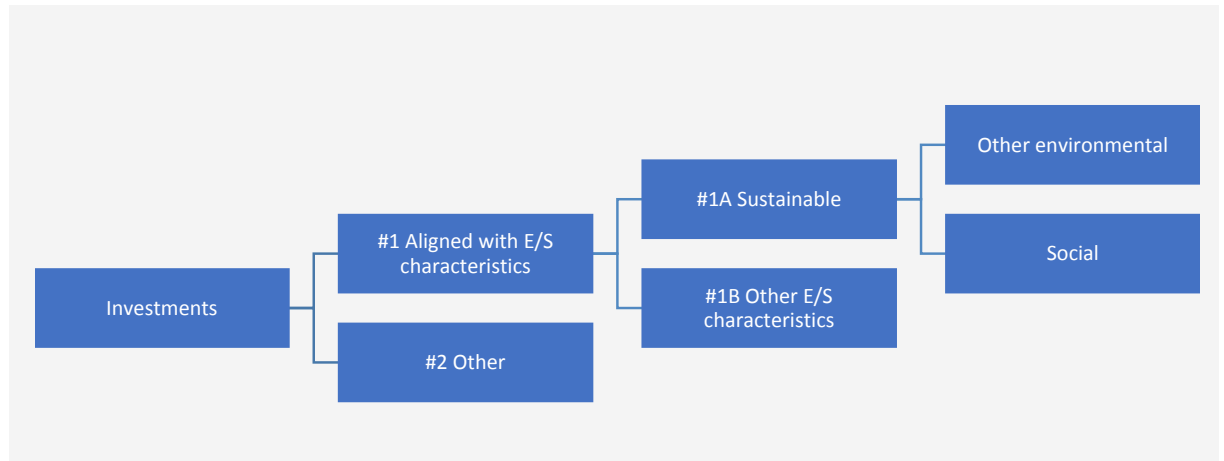 Investments
#1 Aligned with E/S
characteristics
#2 Other
#1A Sustainable
#1B Other E/S
characteristics
Other environmental
Social